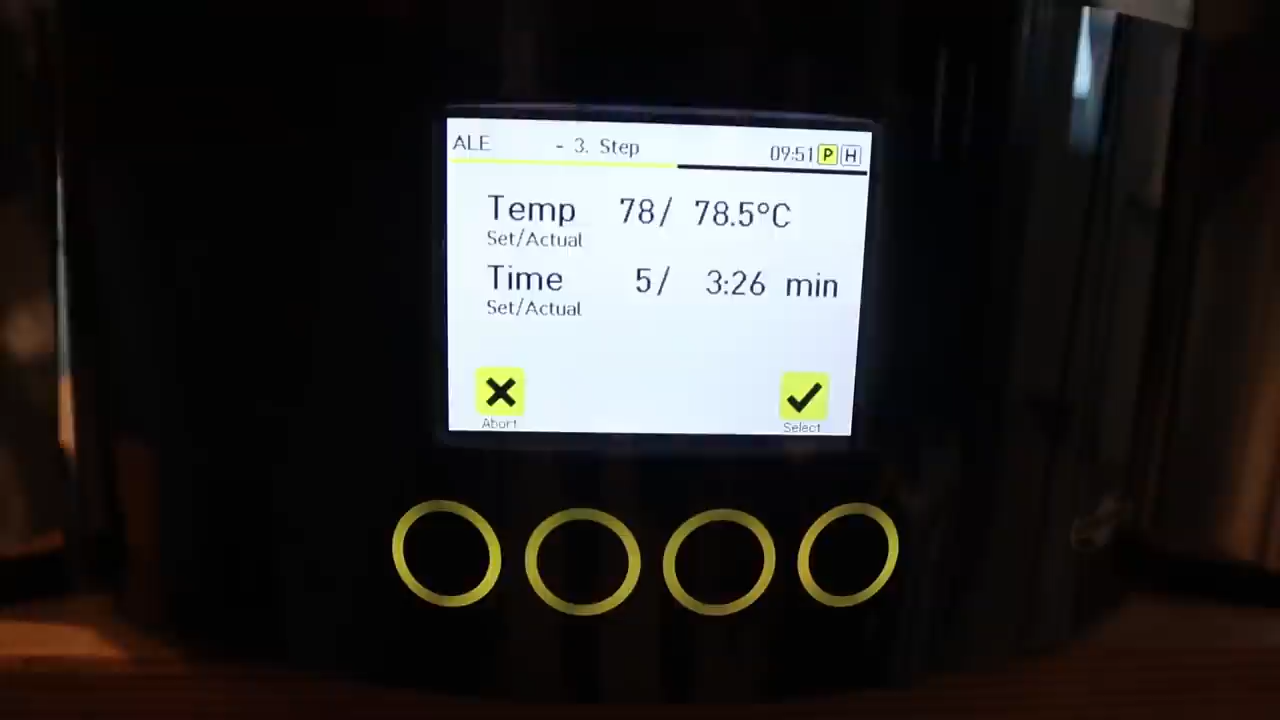 ALE - 3. Step 09:51 P H
Temp 78/ 78.5°C
Set/Actual
Time 5/ 3:26 min
Set/Actual
Abort Select